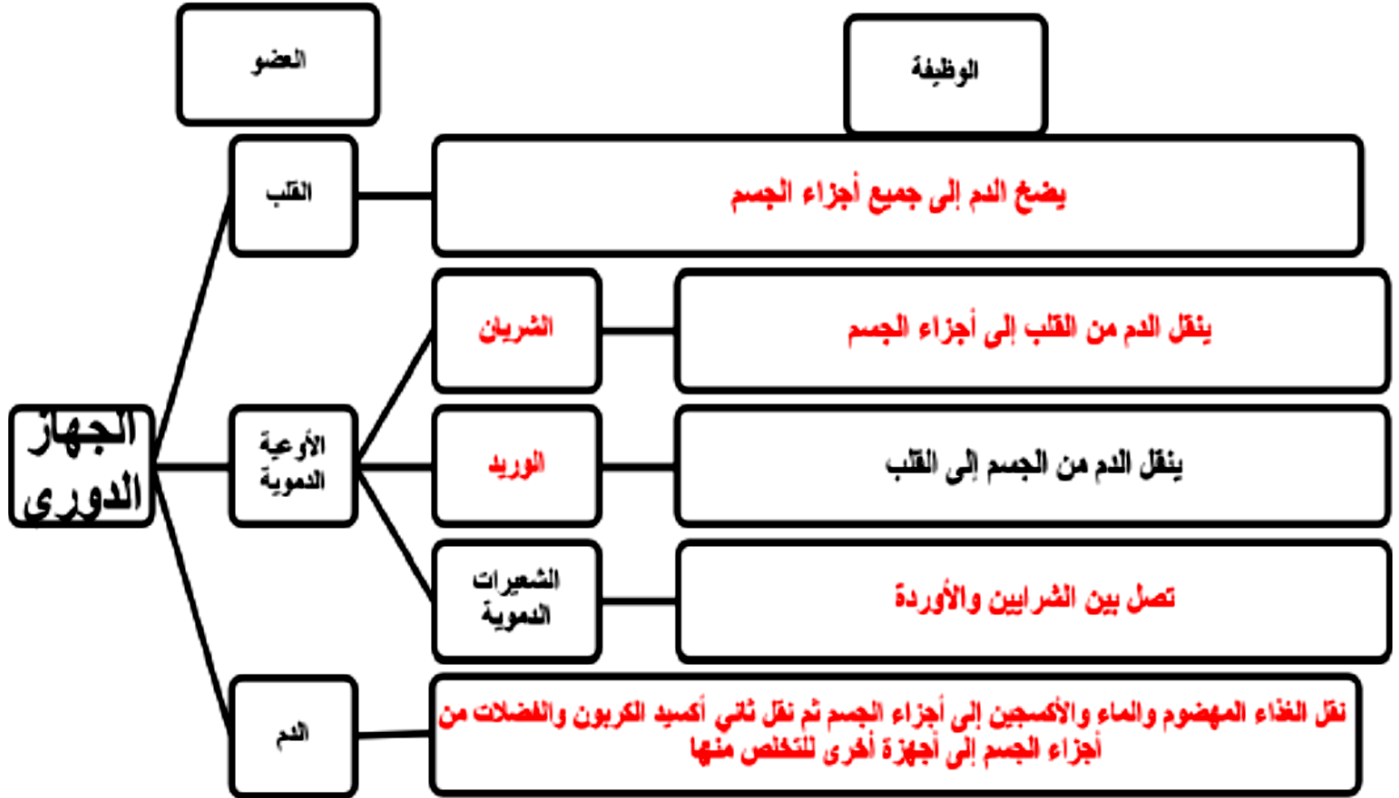 العضو
الوظيفة
القلب
يضخ الدم إلى جميع أجزاء الجسم
الشريان
ينقل الدم من القلب إلى أجزاء الجسم
الجهاز
الدوري
الأوعية
الدموية
الوريد
ينقل الدم من الجسم إلى القلب
الشعيرات
الدموية
تصل بين الشرايين والأوردة
الدم
نقل الغذاء المهضوم والماء والأكسجين إلى أجزاء الجسم ثم نقل ثاني أكسيد الكربون والفضلات من
أجزاء الجسم إلى أجهزة أخرى للتخلص منها